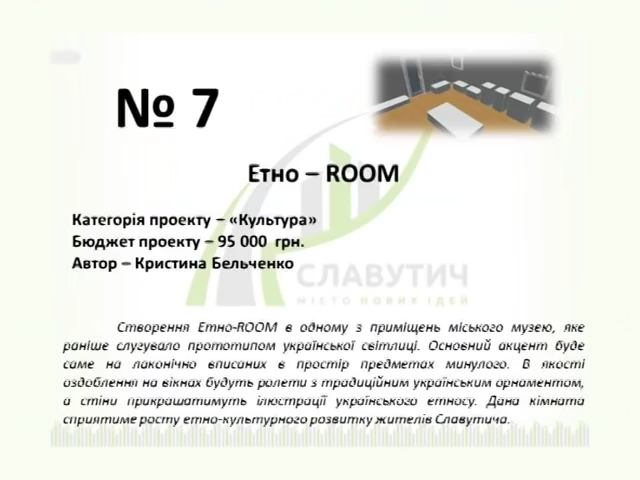 № 7
Етно – ROOM
Категорія проекту – «Культура»
Бюджет проекту – 95 000 грн.
Автор – Кристина Бельченко
СЛАВУТИЧ
МІСТО НОВИХ ІДЕЙ
Створення Етно-ROOM в одному з приміщень міського музею, яке
раніше слугувало прототипом української світлиці. Основний акцент буде
саме на лаконічно вписаних в простір предметах минулого. В якості
оздоблення на вікнах будуть ролети з традиційним українським орнаментом,
а стіни прикрашатимуть ілюстрації українського етносу. Дана кімната
сприятиме росту етно-культурного розвитку жителів Славутича.